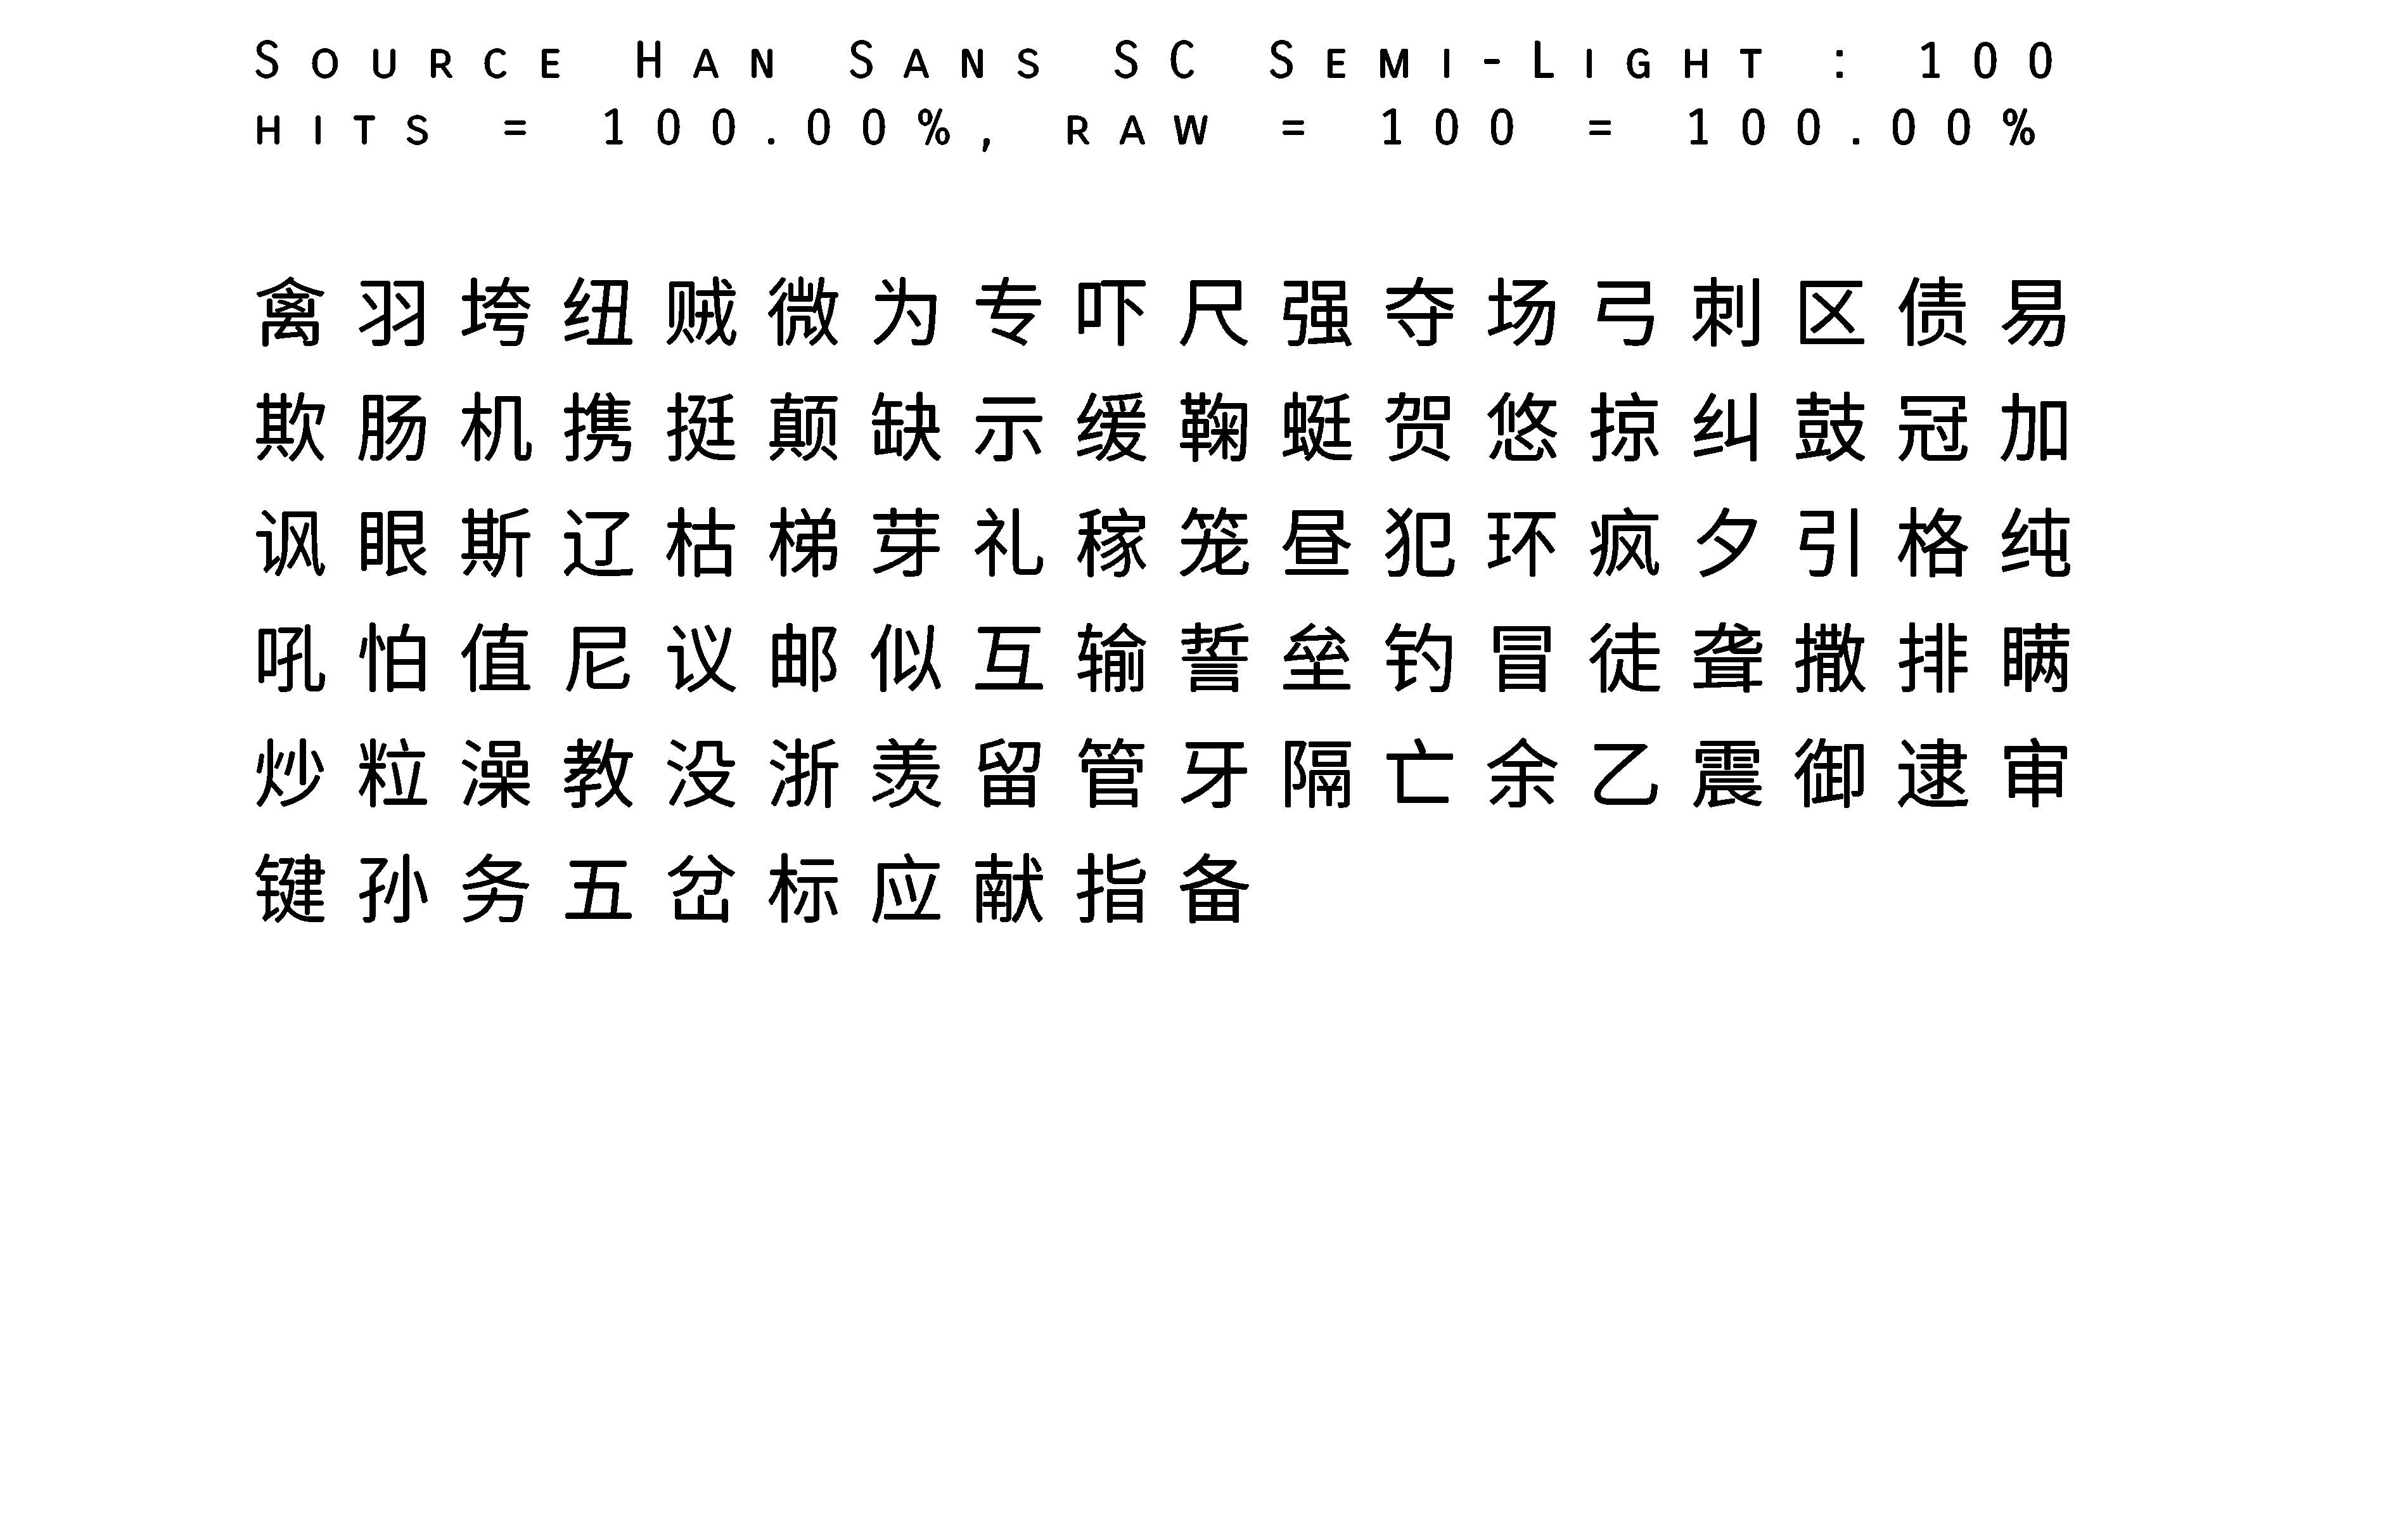 Source Han Sans SC Semi-Light : 100
hits = 100.00%, raw = 100 = 100.00%
禽羽垮纽贼微为专吓尺强夺场弓刺区债易
欺肠机携挺颠缺示缓鞠蜓贺悠掠纠鼓冠加
讽眼斯辽枯梯芽礼稼笼昼犯环疯夕引格纯
吼怕值尼议邮似互输誓垒钓冒徒聋撒排瞒
炒粒澡教没浙羡留管牙隔亡余乙震御逮审
键孙务五岔标应献指备